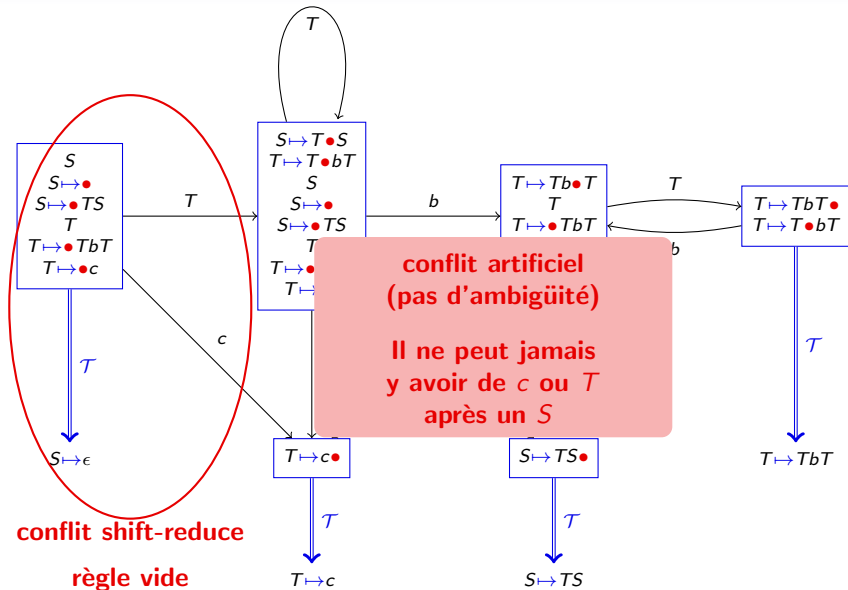 T
S
S↦●
S↦●TS
T
T↦●TbT
T↦●c
T
S↦T●S
T↦T●bT
S
S↦●
S↦●TS
T
T↦●
T↦
b
T↦Tb●T
T
T↦●TbT
T
b
T↦TbT●
T↦T●bT
conflit artificiel
(pas d'ambigüité)
Il ne peut jamais
y avoir de c ou T
après un S
c
𝒯
𝒯
S↦ϵ
T↦c●
S↦TS●
T↦TbT
conflit shift-reduce
règle vide
𝒯
𝒯
T↦c
S↦TS